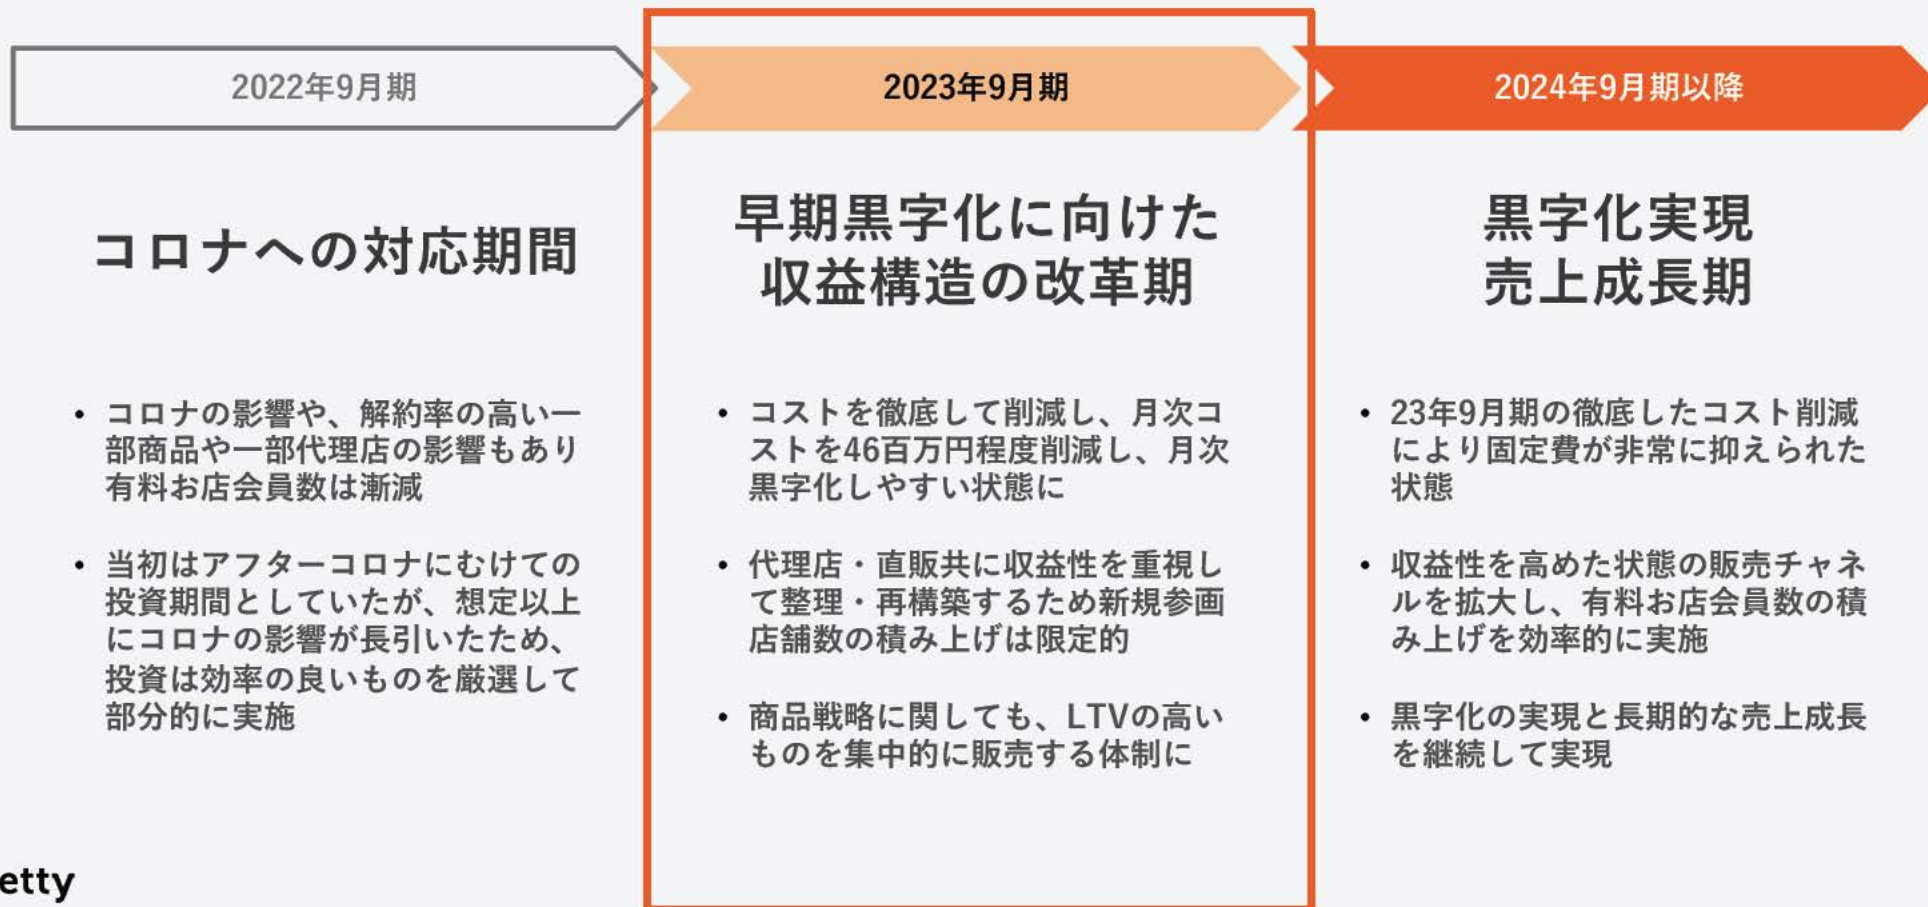 2022年9月期
コロナへの対応期間
• コロナの影響や、解約率の高い一
部商品や一部代理店の影響もあり
有料お店会員数は漸減
• 当初はアフターコロナにむけての
投資期間としていたが、想定以上
にコロナの影響が長引いたため、
投資は効率の良いものを厳選して
部分的に実施
2023年9月期
早期黒字化に向けた
収益構造の改革期
• コストを徹底して削減し、月次コ
ストを46百万円程度削減し、月次
黒字化しやすい状態に
• 代理店・直販共に収益性を重視し
て整理・再構築するため新規参画
店舗数の積み上げは限定的
• 商品戦略に関しても、LTVの高い
ものを集中的に販売する体制に
2024年9月期以降
黒字化実現
売上成長期
• 23年9月期の徹底したコスト削減
により固定費が非常に抑えられた
状態
• 収益性を高めた状態の販売チャネ
ルを拡大し、有料お店会員数の積
み上げを効率的に実施
• 黒字化の実現と長期的な売上成長
を継続して実現
etty